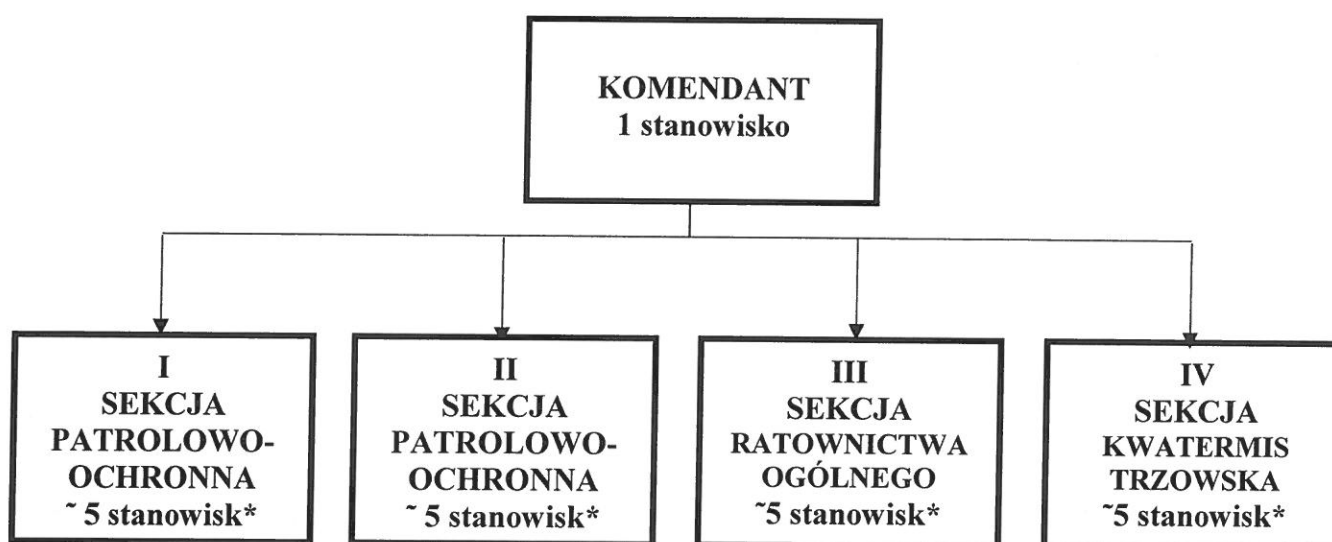 KOMENDANT
1 stanowisko
I
SEKCJA
PATROLOWO-
OCHRONNA
~ 5 stanowisk*
II
SEKCJA
PATROLOWO-
OCHRONNA
~ 5 stanowisk*
III
SEKCJA
RATOWNICTWA
OGÓLNEGO
~5 stanowisk*
IV
SEKCJA
KWATERMIS
TRZOWSKA
~5 stanowisk*